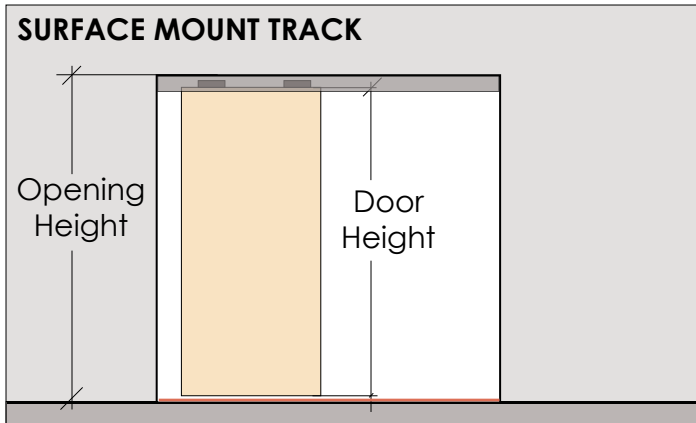 SURFACE MOUNT TRACK
Opening
Height
Door
Height